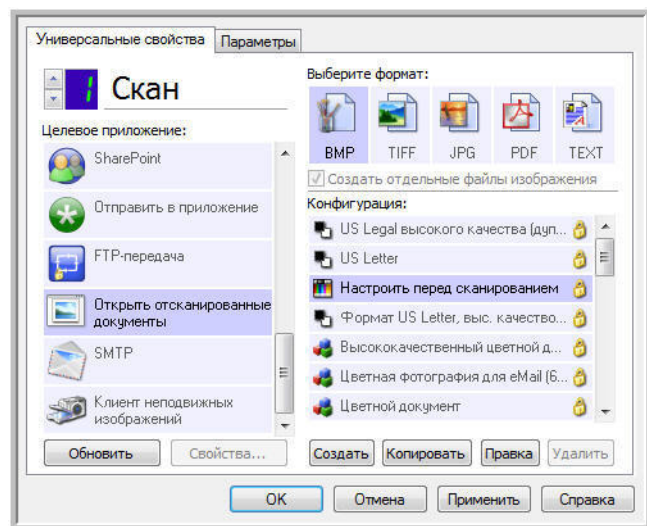 Универсальные свойства
Параметры
1
Скан
Целевое приложение:
SharePoint
Отправить в приложение
FTP-передача
Открыть отсканированные
документы
SMTP
Клиент неподвижных
изображений
Обновить
Свойства...
Выберите формат:
BMP
TIFF
JPG
PDF
TEXT
Создать отдельные файлы изображения
Конфигурация:
US Legal высокого качества (дуп...
US Letter
Настроить перед сканированием
Формат US Letter, выс. качество...
Высококачественный цветной д...
Цветная фотография для eMail (6...
Цветной документ
Создать
Копировать
Правка
Удалить
OK
Отмена
Применить
Справка